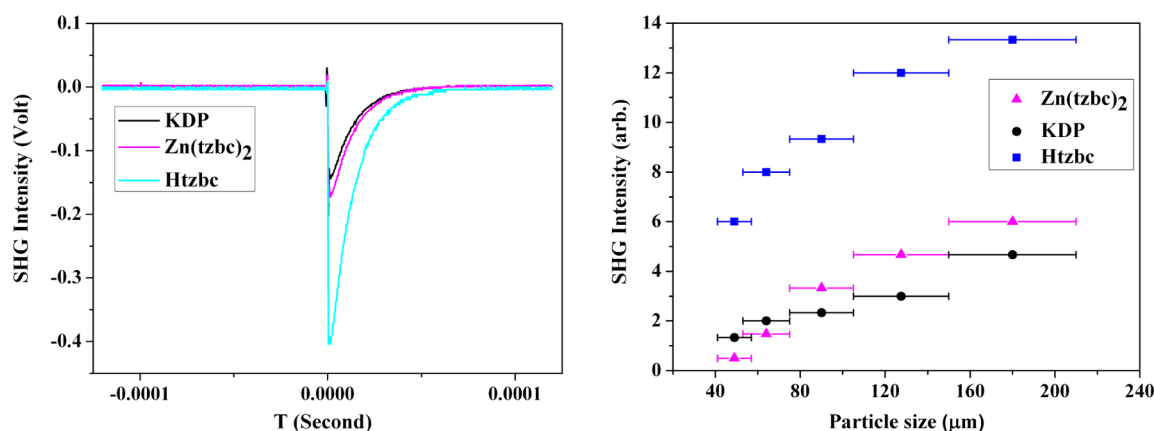 SHG Intensity (Volt)
0.1
0.0
-0.1
-0.2
-0.3
-0.4
KDP
Zn(tzbc)2
Htzbc
-0.0001
0.0000
0.0001
T (Second)
SHG Intensity (arb.)
14
12
10
8
6
4
2
0
Zn(tzbc)2
KDP
Htzbc
40
80
120
160
200
240
Particle size (μm)